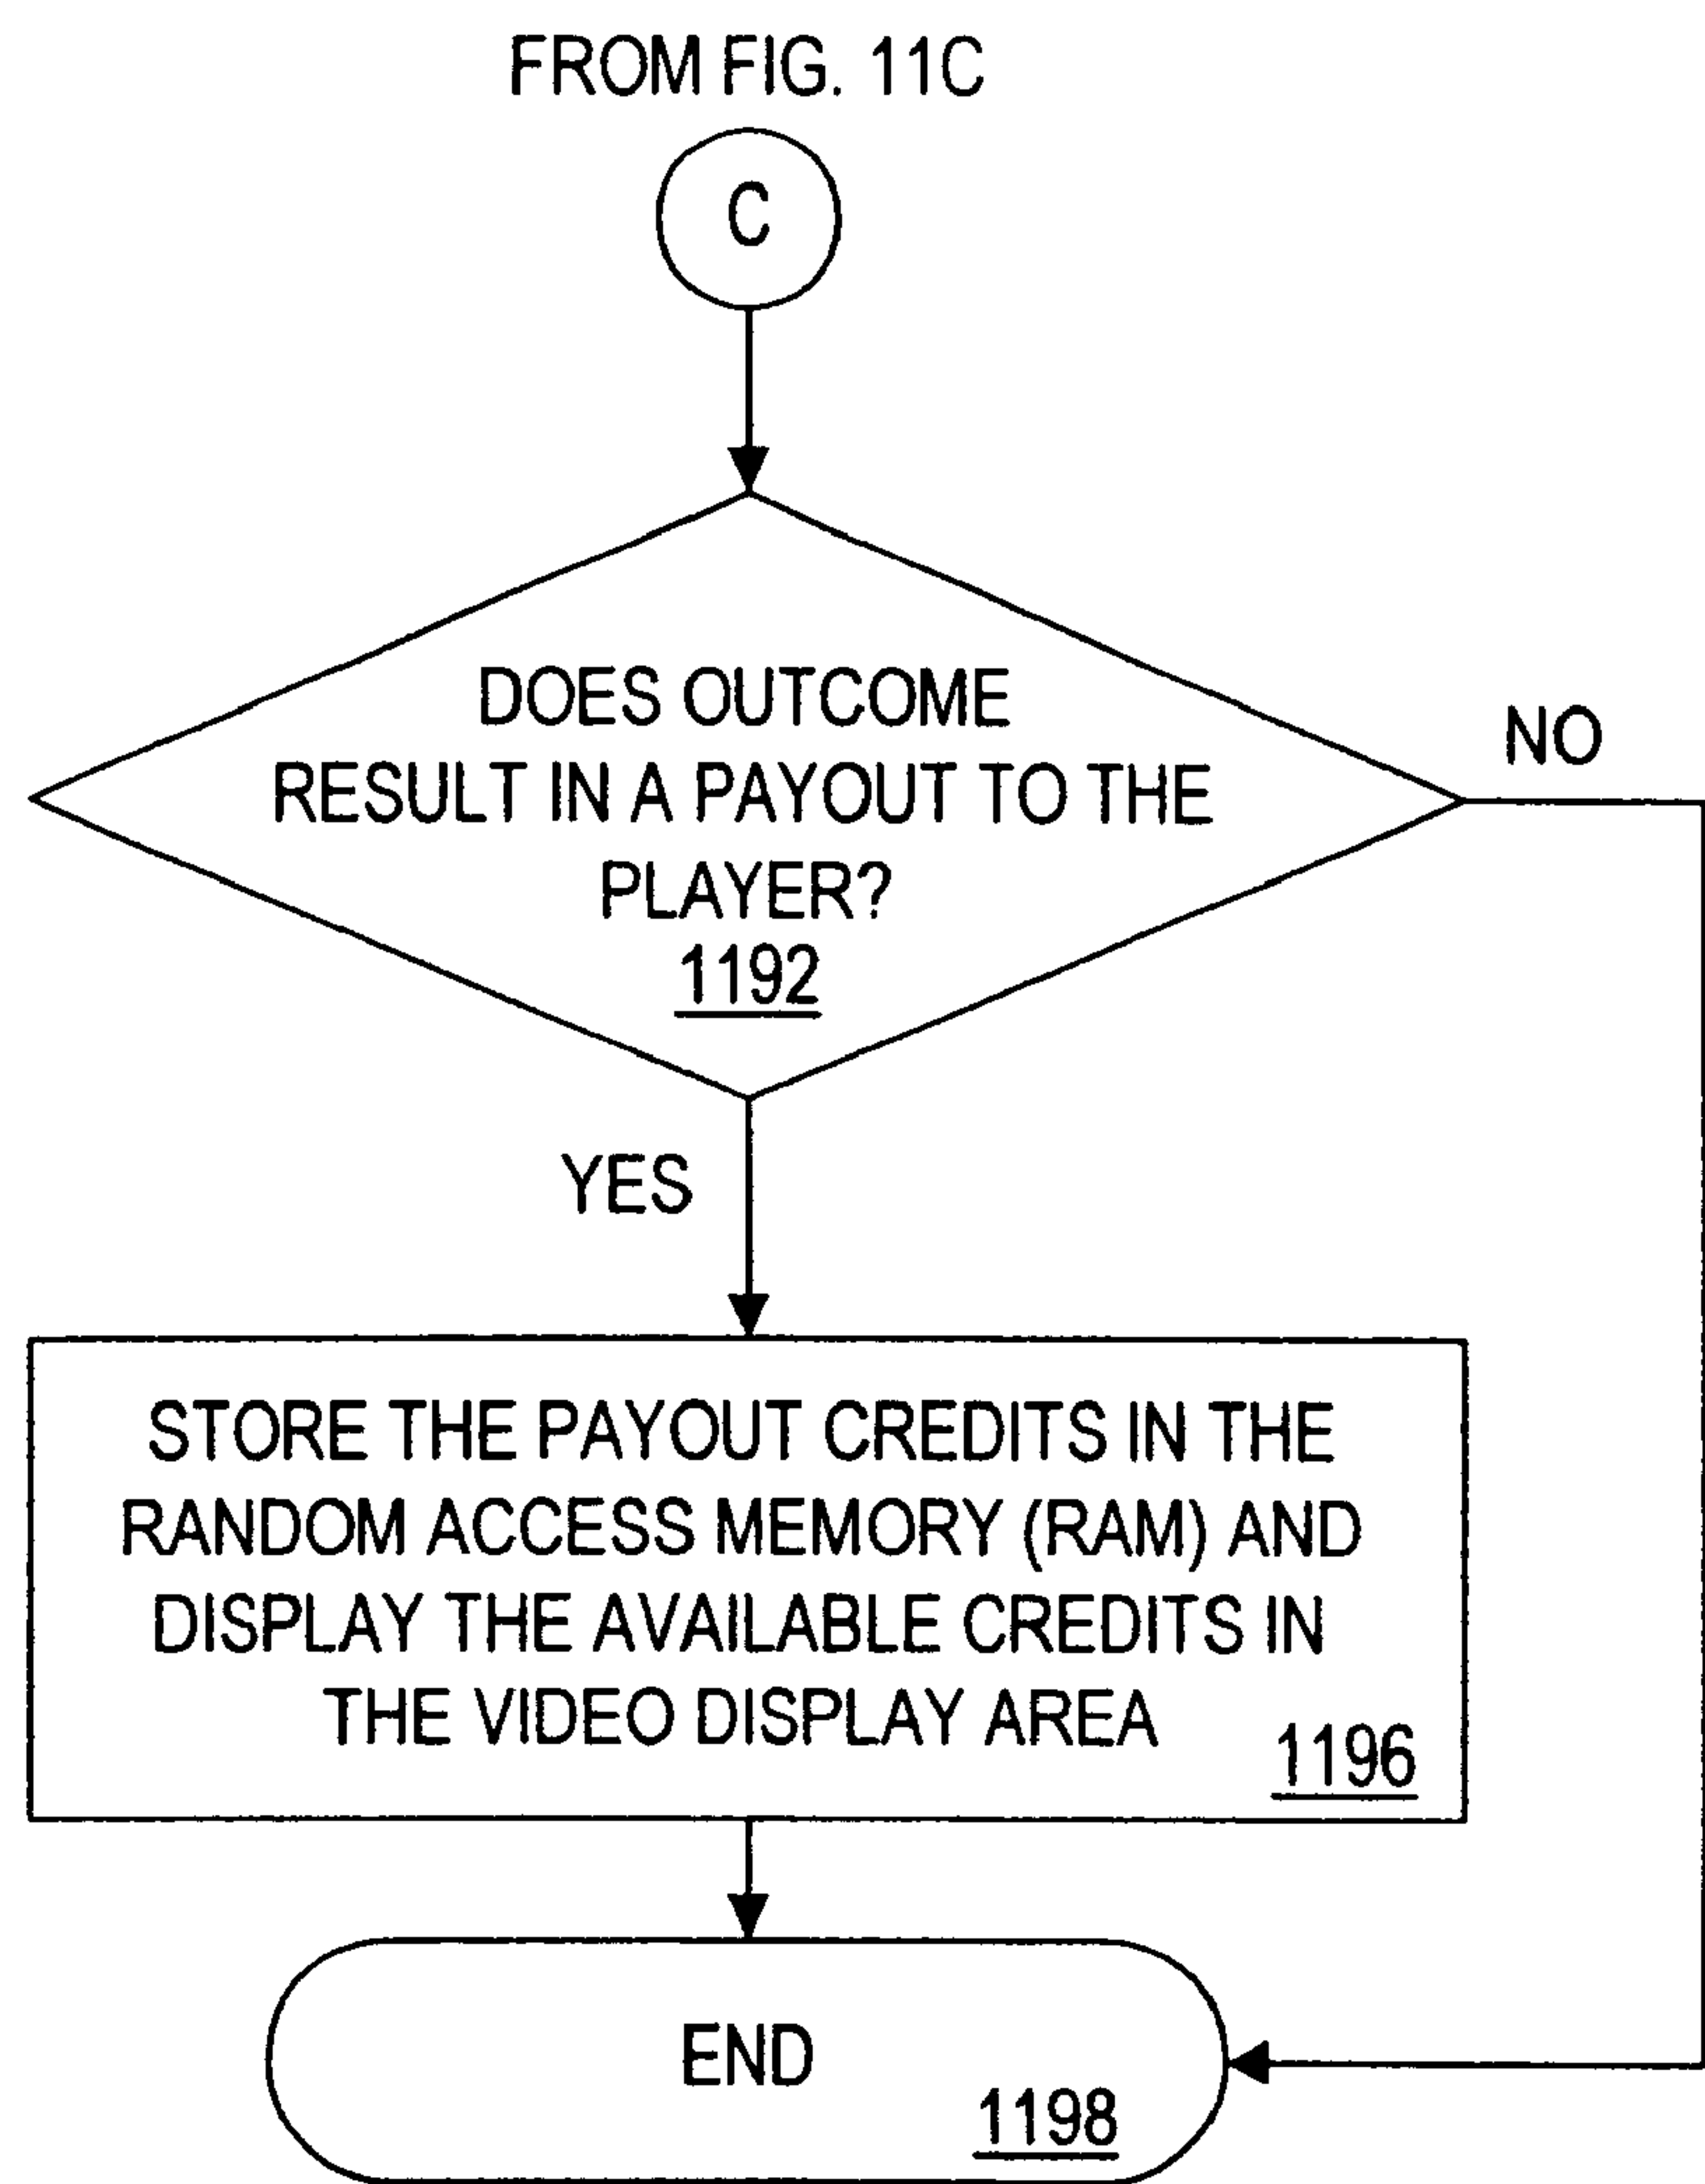 FROM FIG. 11C
C
DOES OUTCOME
RESULT IN A PAYOUT TO THE
PLAYER?
1192
NO
YES
STORE THE PAYOUT CREDITS IN THE
RANDOM ACCESS MEMORY (RAM) AND
DISPLAY THE AVAILABLE CREDITS IN
THE VIDEO DISPLAY AREA
1196
END
1198